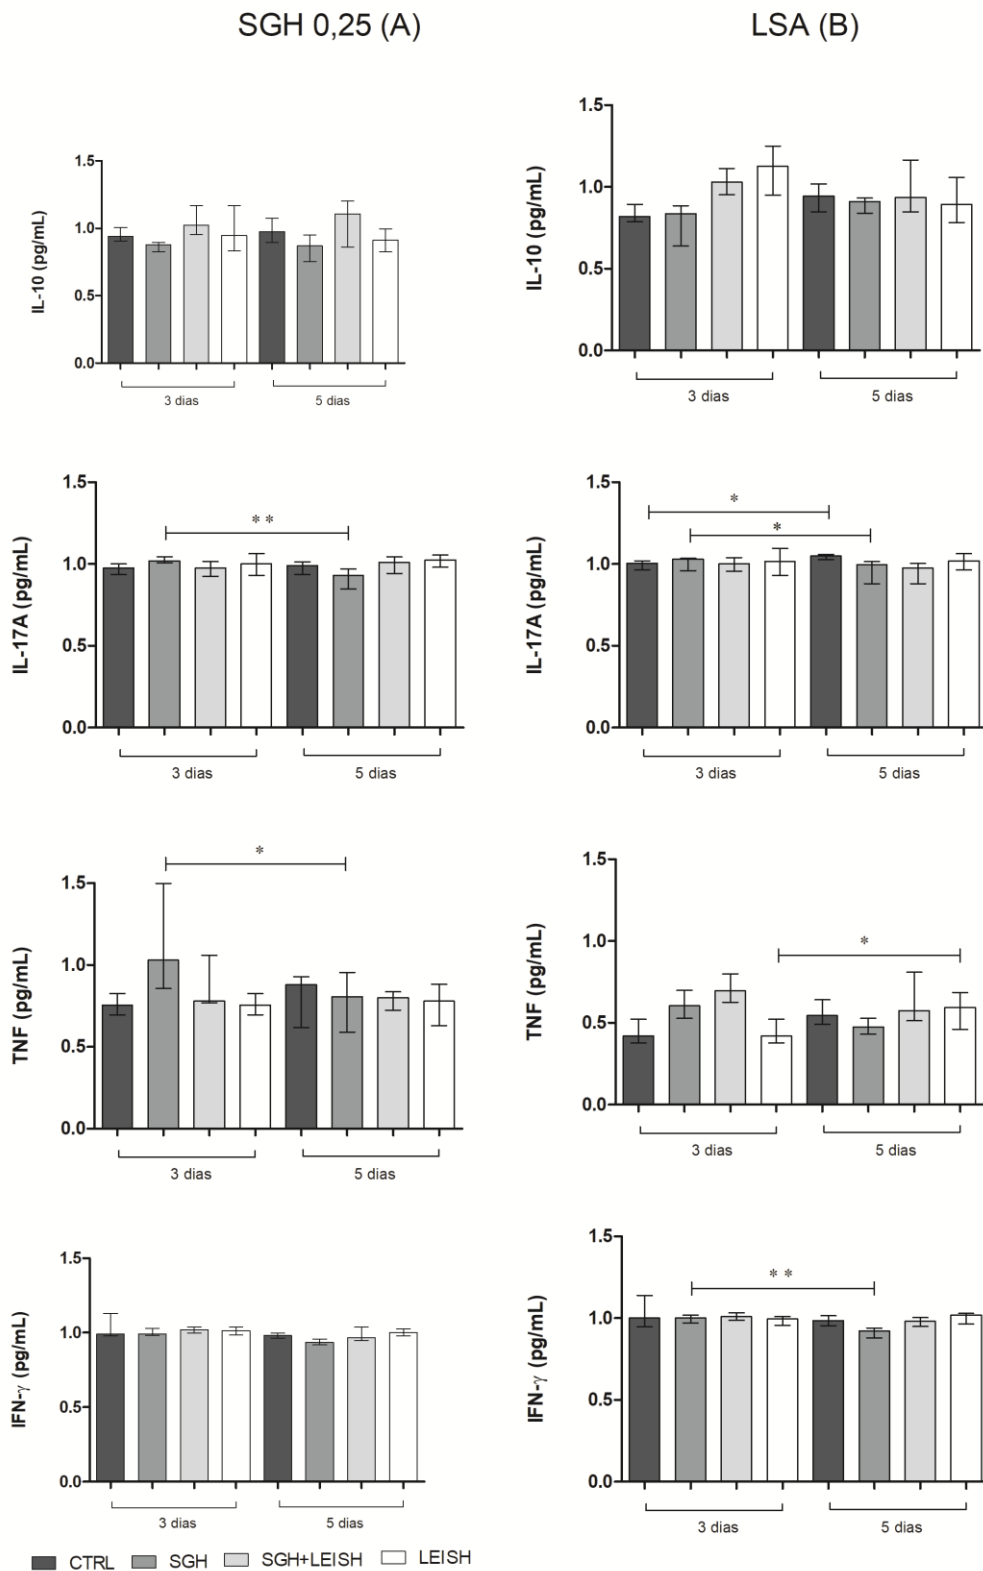 SGH 0,25 (A)
LSA (B)
IL-10 (pg/mL)
1.5
1.0
0.5
0.0
3 dias
5 dias
IL-10 (pg/mL)
1.5
1.0
0.5
0.0
3 dias
5 dias
IL-17A (pg/mL)
1.5
1.0
0.5
0.0
**
3 dias
5 dias
IL-17A (pg/mL)
1.5
1.0
0.5
0.0
*
*
3 dias
5 dias
TNF (pg/mL)
1.5
1.0
0.5
0.0
*
3 dias
5 dias
TNF (pg/mL)
1.5
1.0
0.5
0.0
*
3 dias
5 dias
IFN-γ (pg/mL)
1.5
1.0
0.5
0.0
3 dias
5 dias
IFN-γ (pg/mL)
1.5
1.0
0.5
0.0
**
3 dias
5 dias
CTRL SGH SGH+LEISH LEISH